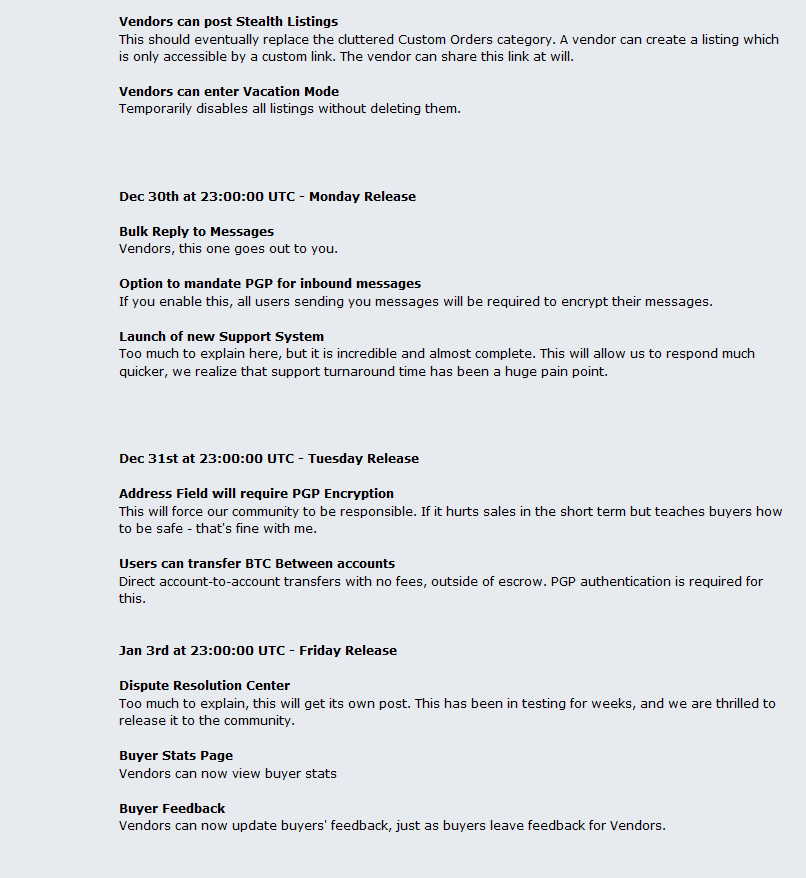 Vendors can post Stealth Listings
This should eventually replace the cluttered Custom Orders category. A vendor can create a listing which
is only accessible by a custom link. The vendor can share this link at will.
Vendors can enter Vacation Mode
Temporarily disables all listings without deleting them.
Dec 30th at 23:00:00 UTC - Monday Release
Bulk Reply to Messages
Vendors, this one goes out to you.
Option to mandate PGP for inbound messages
If you enable this, all users sending you messages will be required to encrypt their messages.
Launch of new Support System
Too much to explain here, but it is incredible and almost complete. This will allow us to respond much
quicker, we realize that support turnaround time has been a huge pain point.
Dec 31st at 23:00:00 UTC - Tuesday Release
Address Field will require PGP Encryption
This will force our community to be responsible. If it hurts sales in the short term but teaches buyers how
to be safe - that's fine with me.
Users can transfer BTC Between accounts
Direct account-to-account transfers with no fees, outside of escrow. PGP authentication is required for
this.
Jan 3rd at 23:00:00 UTC - Friday Release
Dispute Resolution Center
Too much to explain, this will get its own post. This has been in testing for weeks, and we are thrilled to
release it to the community.
Buyer Stats Page
Vendors can now view buyer stats
Buyer Feedback
Vendors can now update buyers' feedback, just as buyers leave feedback for Vendors.